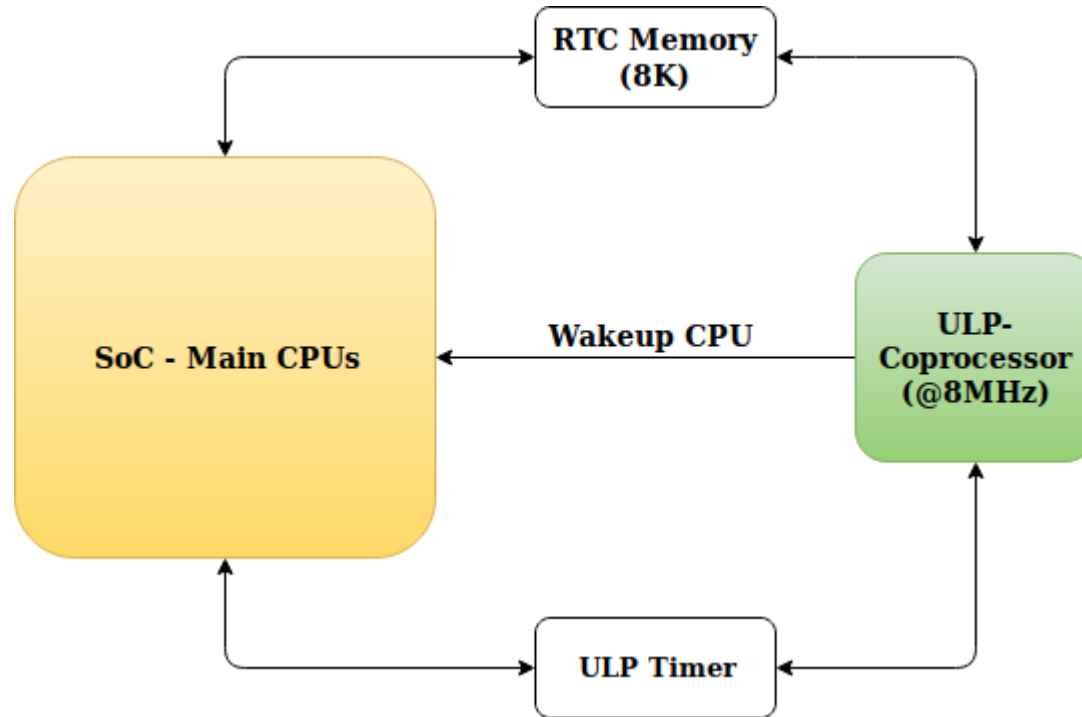 RTC Memory
(8K)
SoC - Main CPUs
Wakeup CPU
ULP-
Coprocessor
(@8MHz)
ULP Timer